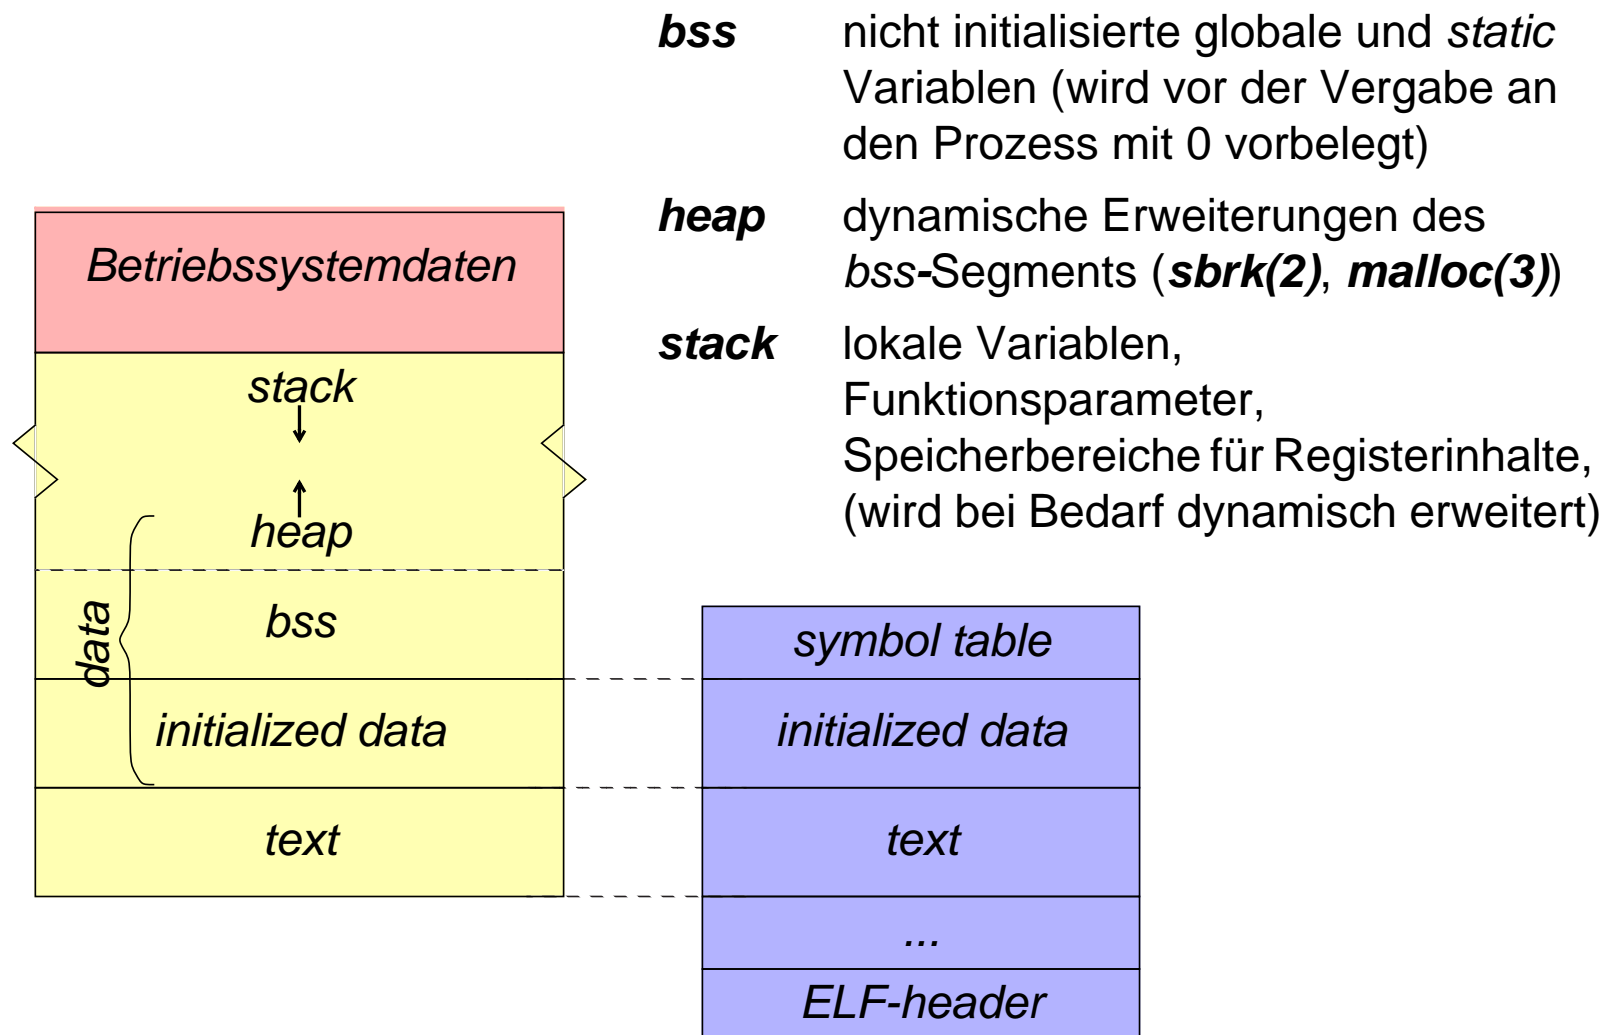 bss nicht initialisierte globale und static
Variablen (wird vor der Vergabe an
den Prozess mit 0 vorbelegt)
heap dynamische Erweiterungen des
bss-Segments (sbrk(2), malloc(3))
stack lokale Variablen,
Funktionsparameter,
Speicherbereiche für Registerinhalte,
(wird bei Bedarf dynamisch erweitert)
Betriebssystemdaten
stack
heap
data
bss
initialized data
text
symbol table
initialized data
text
...
ELF-header